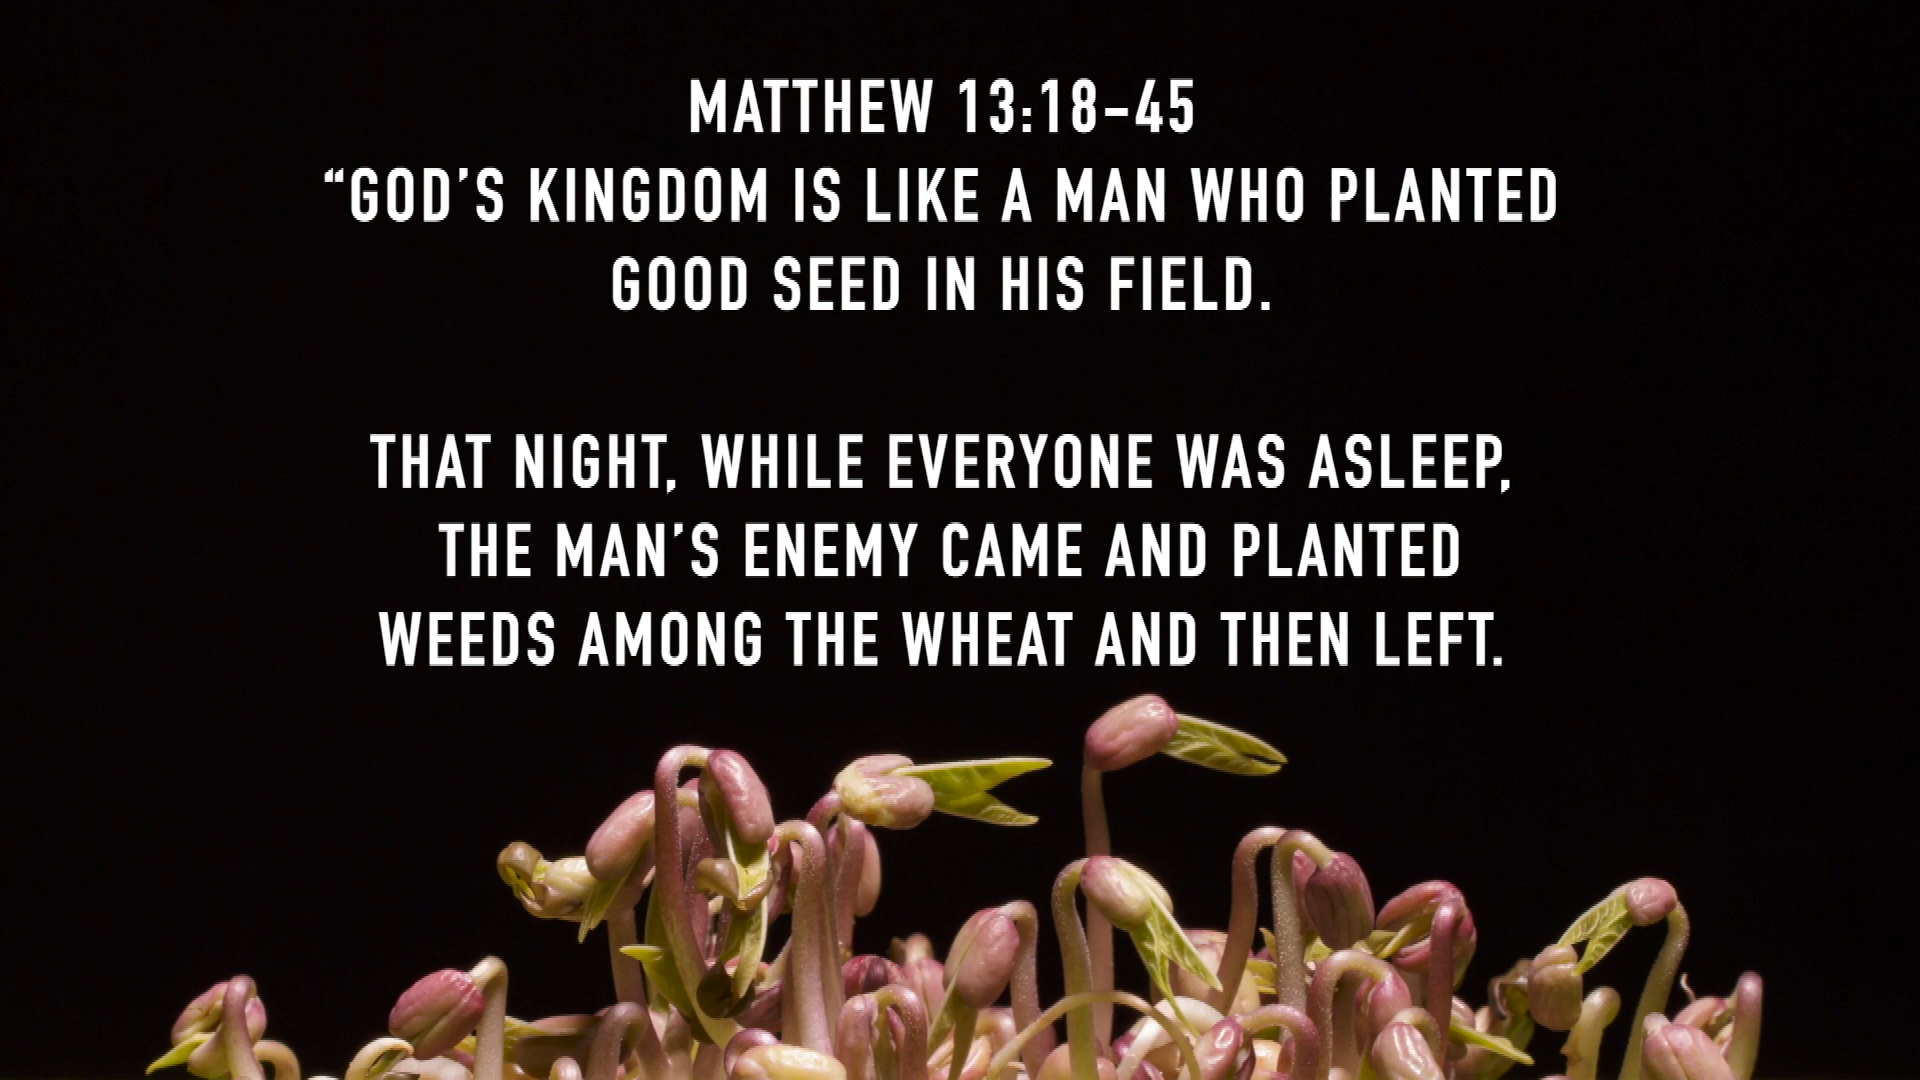 MATTHEW 13:18-45
“GOD’S KINGDOM IS LIKE A MAN WHO PLANTED
GOOD SEED IN HIS FIELD.
THAT NIGHT, WHILE EVERYONE WAS ASLEEP,
THE MAN’S ENEMY CAME AND PLANTED
WEEDS AMONG THE WHEAT AND THEN LEFT.